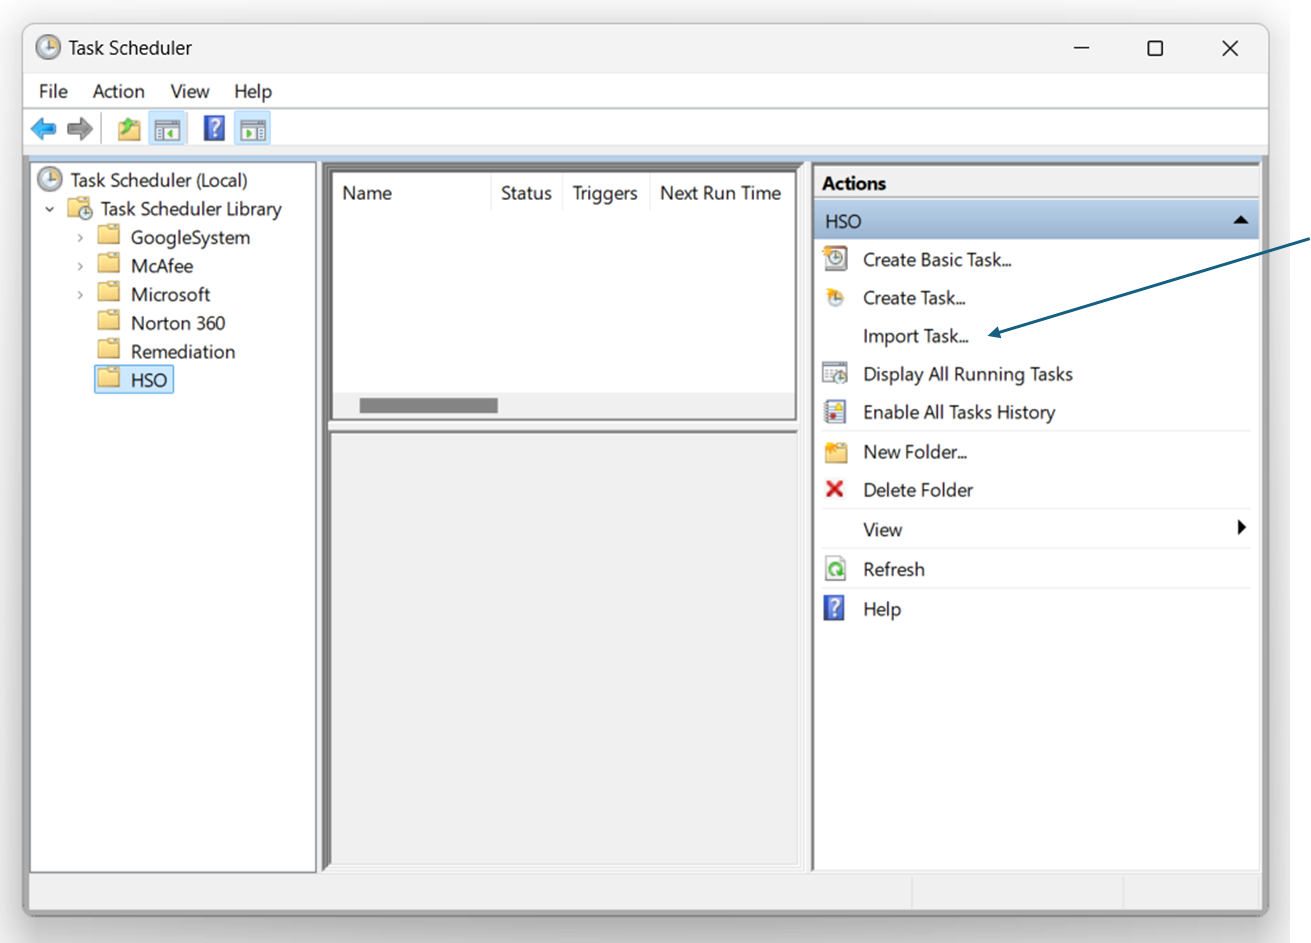 Task Scheduler
File Action View Help
Task Scheduler (Local)
Task Scheduler Library
GoogleSystem
McAfee
Microsoft
Norton 360
Remediation
HSO
Name Status Triggers Next Run Time
Actions
HSO
Create Basic Task...
Create Task...
Import Task...
Display All Running Tasks
Enable All Tasks History
New Folder...
Delete Folder
View
Refresh
Help